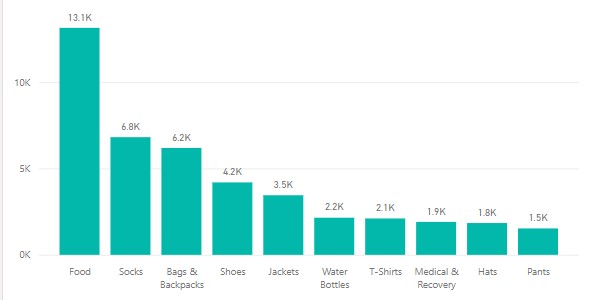 13.1K
10K
6.8K
6.2K
5K
4.2K
3.5K
2.2K
2.1K
1.9K
1.8K
1.5K
0K
Food
Socks
Bags &
Backpacks
Shoes
Jackets
Water
Bottles
T-Shirts
Medical &
Recovery
Hats
Pants